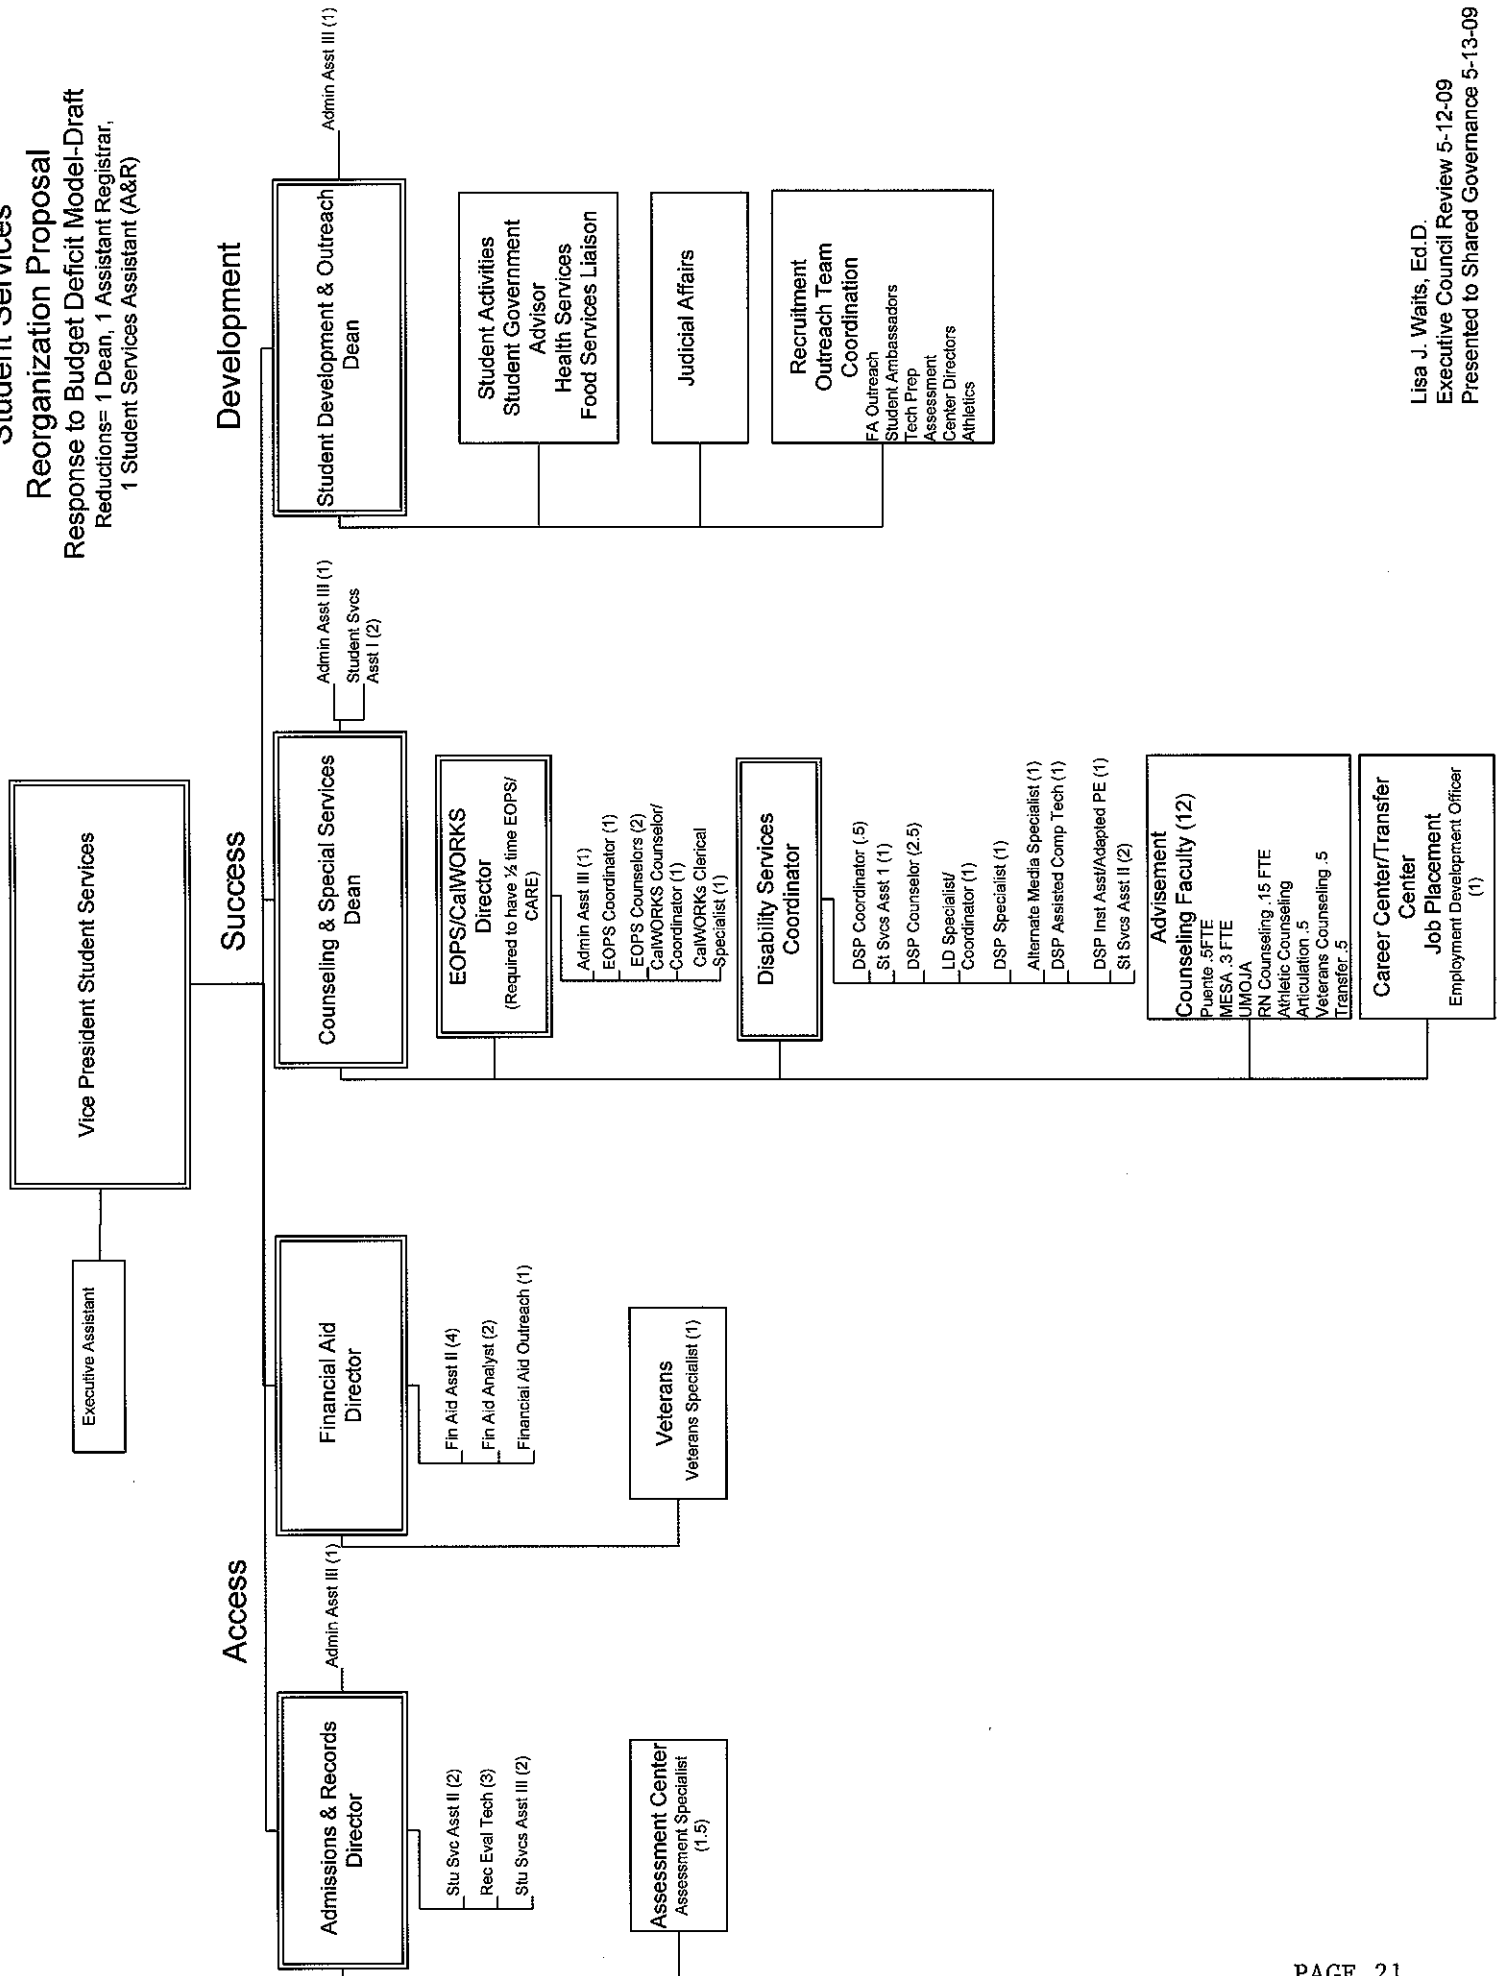 Student Services
Reorganization Proposal
Response to Budget Deficit Model-Draft
Reductions= 1 Dean, 1 Assistant Registrar,
1 Student Services Assistant (A&R)
Vice President Student Services
Executive Assistant
Access
Success
Development
Admissions & Records
Director
Admin Asst III (1)
Stu Svc Asst II (2)
Rec Eval Tech (3)
Stu Svcs Asst III (2)
Assessment Center
Assessment Specialist
(1.5)
Financial Aid
Director
Fin Aid Asst II (4)
Fin Aid Analyst (2)
Financial Aid Outreach (1)
Veterans
Veterans Specialist (1)
Counseling & Special Services
Dean
Admin Asst III (1)
Student Svcs
Asst I (2)
EOPS/CalWORKS
Director
(Required to have ½ time EOPS/
CARE)
Admin Asst III (1)
EOPS Coordinator (1)
EOPS Counselors (2)
CalWORKS Counselor/
Coordinator (1)
CalWORKs Clerical
Specialist (1)
Disability Services
Coordinator
DSP Coordinator (.5)
St Svcs Asst 1 (1)
DSP Counselor (2.5)
LD Specialist/
Coordinator (1)
DSP Specialist (1)
Alternate Media Specialist (1)
DSP Assisted Comp Tech (1)
DSP Inst Asst/Adapted PE (1)
St Svcs Asst II (2)
Advisement
Counseling Faculty (12)
Puente .5FTE
MESA .3 FTE
UMOJA
RN Counseling .15 FTE
Athletic Counseling
Articulation .5
Veterans Counseling .5
Transfer .5
Career Center/Transfer
Center
Job Placement
Employment Development Officer
(1)
Student Development & Outreach
Dean
Admin Asst III (1)
Student Activities
Student Government
Advisor
Health Services
Food Services Liaison
Judicial Affairs
Recruitment
Outreach Team
Coordination
FA Outreach
Student Ambassadors
Tech Prep
Assessment
Center Directors
Athletics
Lisa J. Waits, Ed.D.
Executive Council Review 5-12-09
Presented to Shared Governance 5-13-09
PAGE 21